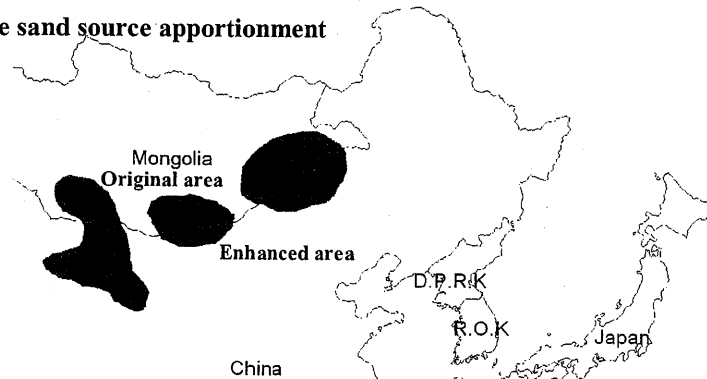 e sand source apportionment
Mongolia
Original area
Enhanced area
D.P.R.K
R.O.K
Japan
China